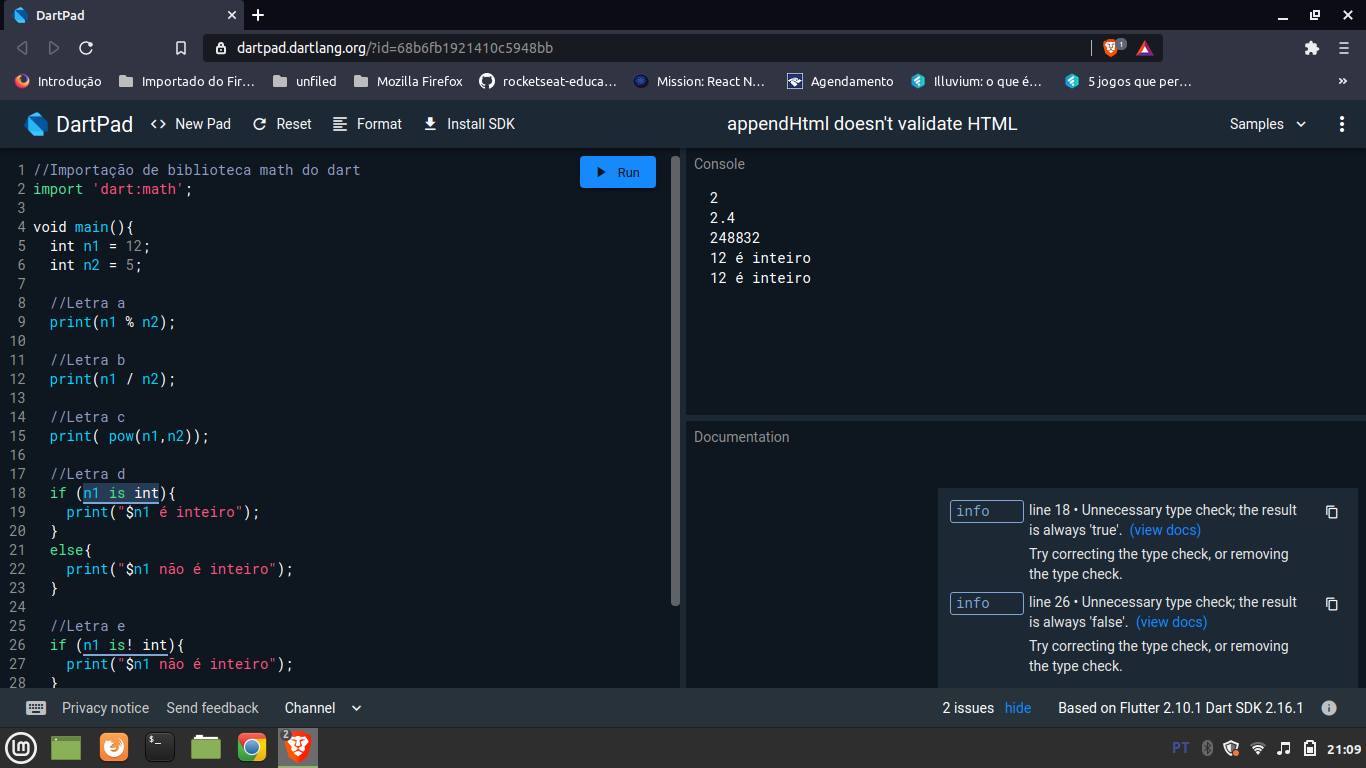 DartPad
dartpad.dartlang.org/?id=68b6fb1921410c5948bb
1
Introdução
Importado do Fir...
unfiled
Mozilla Firefox
rocketseat-educa...
Mission: React N...
Agendamento
Illuvium: o que é...
5 jogos que per...
»
DartPad
<> New Pad
Reset
Format
Install SDK
appendHtml doesn't validate HTML
Samples
1 //Importação de biblioteca math do dart
2 import 'dart:math';
3
4 void main(){
5 int n1 = 12;
6 int n2 = 5;
7
8 //Letra a
9 print(n1 % n2);
10
11 //Letra b
12 print(n1 / n2);
13
14 //Letra c
15 print( pow(n1,n2));
16
17 //Letra d
18 if (n1 is int){
19 print("$n1 é inteiro");
20 }
21 else{
22 print("$n1 não é inteiro");
23 }
24
25 //Letra e
26 if (n1 is! int){
27 print("$n1 não é inteiro");
28 }
Run
Console
2
2.4
248832
12 é inteiro
12 é inteiro
Documentation
info
line 18 • Unnecessary type check; the result
is always 'true'. (view docs)
Try correcting the type check, or removing
the type check.
info
line 26 • Unnecessary type check; the result
is always 'false'. (view docs)
Try correcting the type check, or removing
the type check.
Privacy notice
Send feedback
Channel
2 issues hide
Based on Flutter 2.10.1 Dart SDK 2.16.1
$_
2
PT
21:09